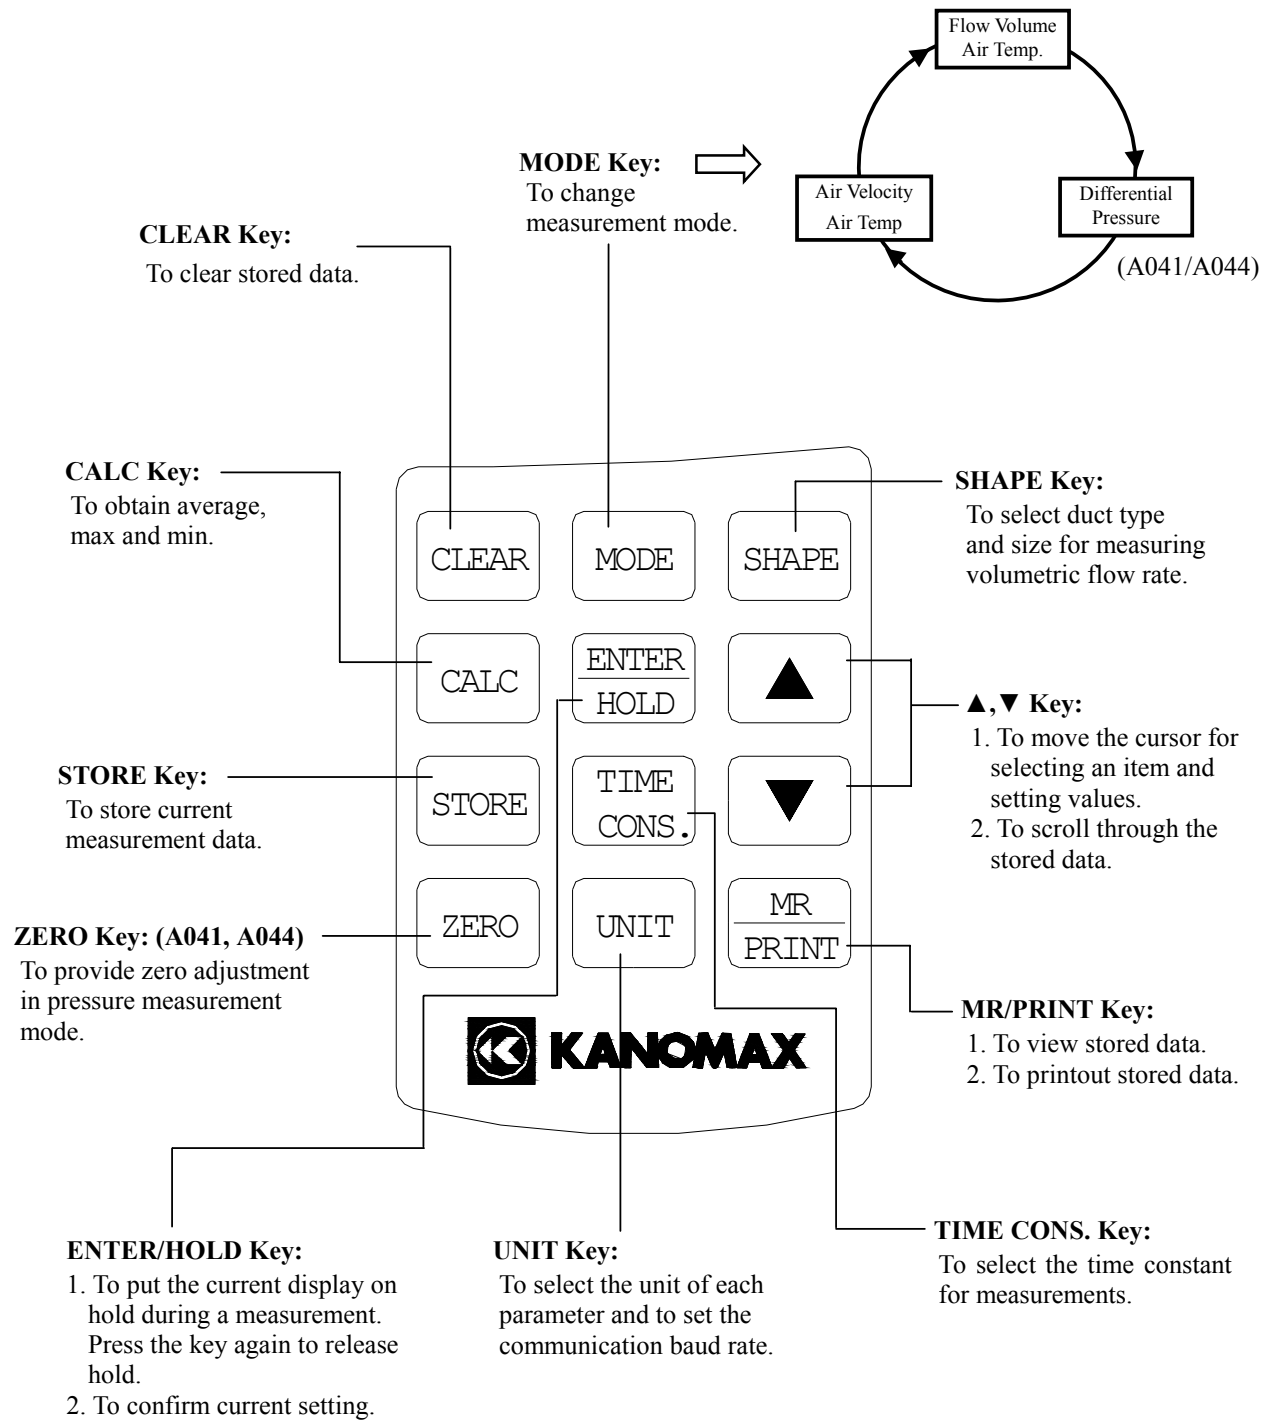 Flow Volume
Air Temp.
MODE Key:
To change
measurement mode.
Air Velocity
Air Temp
Differential
Pressure
(A041/A044)
CLEAR Key:
To clear stored data.
CALC Key:
To obtain average,
max and min.
SHAPE Key:
To select duct type
and size for measuring
volumetric flow rate.
CLEAR
MODE
SHAPE
CALC
ENTER
HOLD
▲
▲,▼ Key:
1. To move the cursor for
selecting an item and
setting values.
2. To scroll through the
stored data.
STORE Key:
To store current
measurement data.
STORE
TIME
CONS.
▼
ZERO Key: (A041, A044)
To provide zero adjustment
in pressure measurement
mode.
ZERO
UNIT
MR
PRINT
KANOMAX
MR/PRINT Key:
1. To view stored data.
2. To printout stored data.
ENTER/HOLD Key:
1. To put the current display on
hold during a measurement.
Press the key again to release
hold.
2. To confirm current setting.
UNIT Key:
To select the unit of each
parameter and to set the
communication baud rate.
TIME CONS. Key:
To select the time constant
for measurements.